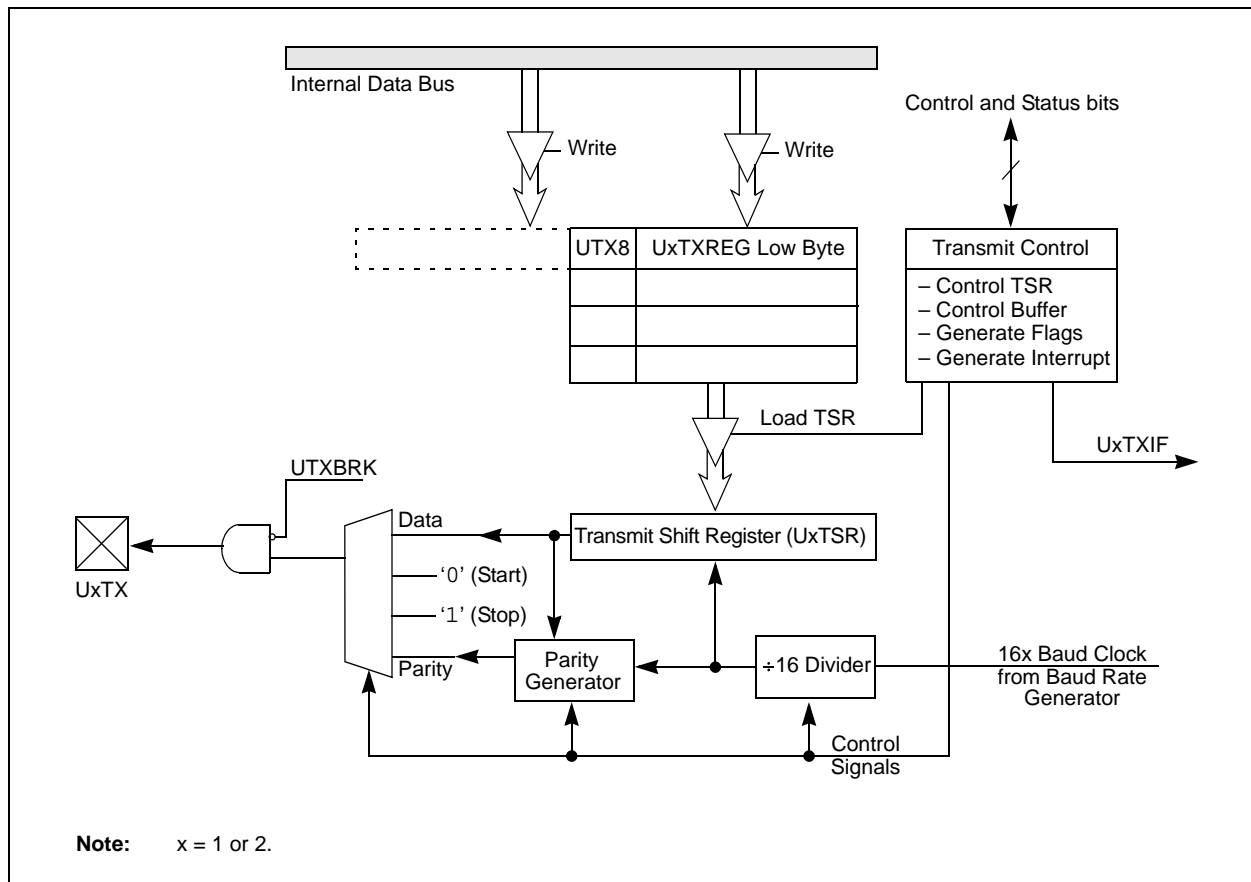 Internal Data Bus
Control and Status bits
Write
Write
UTX8
UxTXREG Low Byte
Transmit Control
– Control TSR
– Control Buffer
– Generate Flags
– Generate Interrupt
Load TSR
UxTXIF
UTXBRK
Data
Transmit Shift Register (UxTSR)
UxTX
‘0’ (Start)
‘1’ (Stop)
Parity
Parity
Generator
÷16 Divider
16x Baud Clock
from Baud Rate
Generator
Control
Signals
Note: x = 1 or 2.